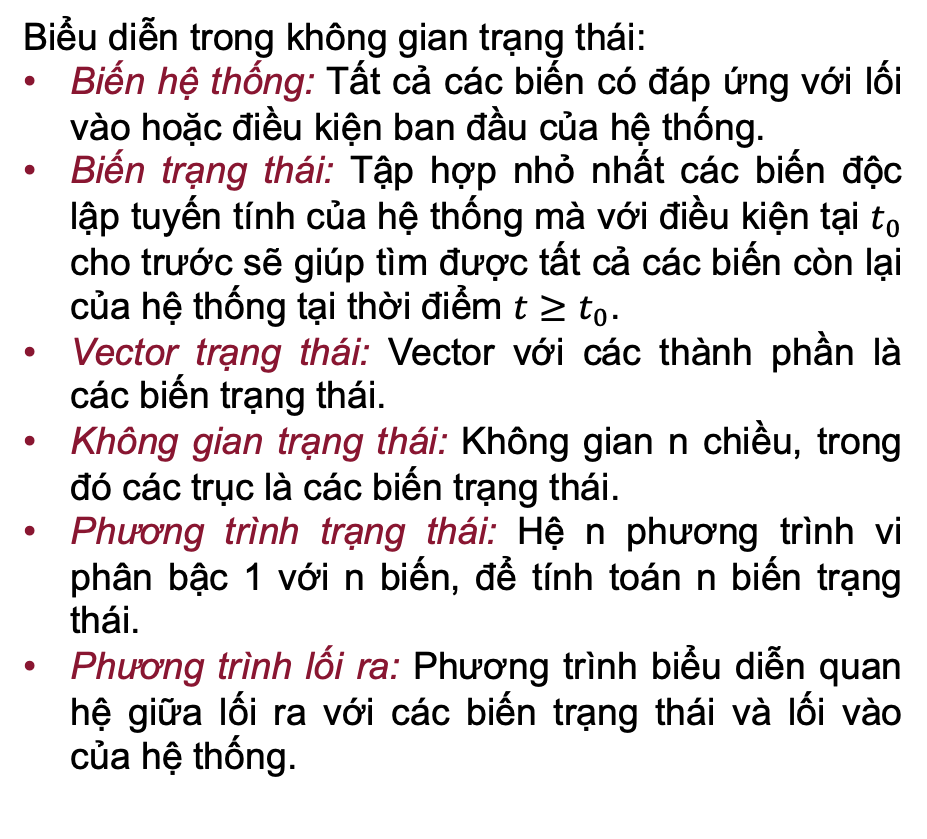 Biểu diễn trong không gian trạng thái:
• Biến hệ thống: Tất cả các biến có đáp ứng với lối
vào hoặc điều kiện ban đầu của hệ thống.
• Biến trạng thái: Tập hợp nhỏ nhất các biến độc
lập tuyến tính của hệ thống mà với điều kiện tại t₀
cho trước sẽ giúp tìm được tất cả các biến còn lại
của hệ thống tại thời điểm t ≥ t₀.
• Vector trạng thái: Vector với các thành phần là
các biến trạng thái.
• Không gian trạng thái: Không gian n chiều, trong
đó các trục là các biến trạng thái.
• Phương trình trạng thái: Hệ n phương trình vi
phân bậc 1 với n biến, để tính toán n biến trạng
thái.
• Phương trình lối ra: Phương trình biểu diễn quan
hệ giữa lối ra với các biến trạng thái và lối vào
của hệ thống.